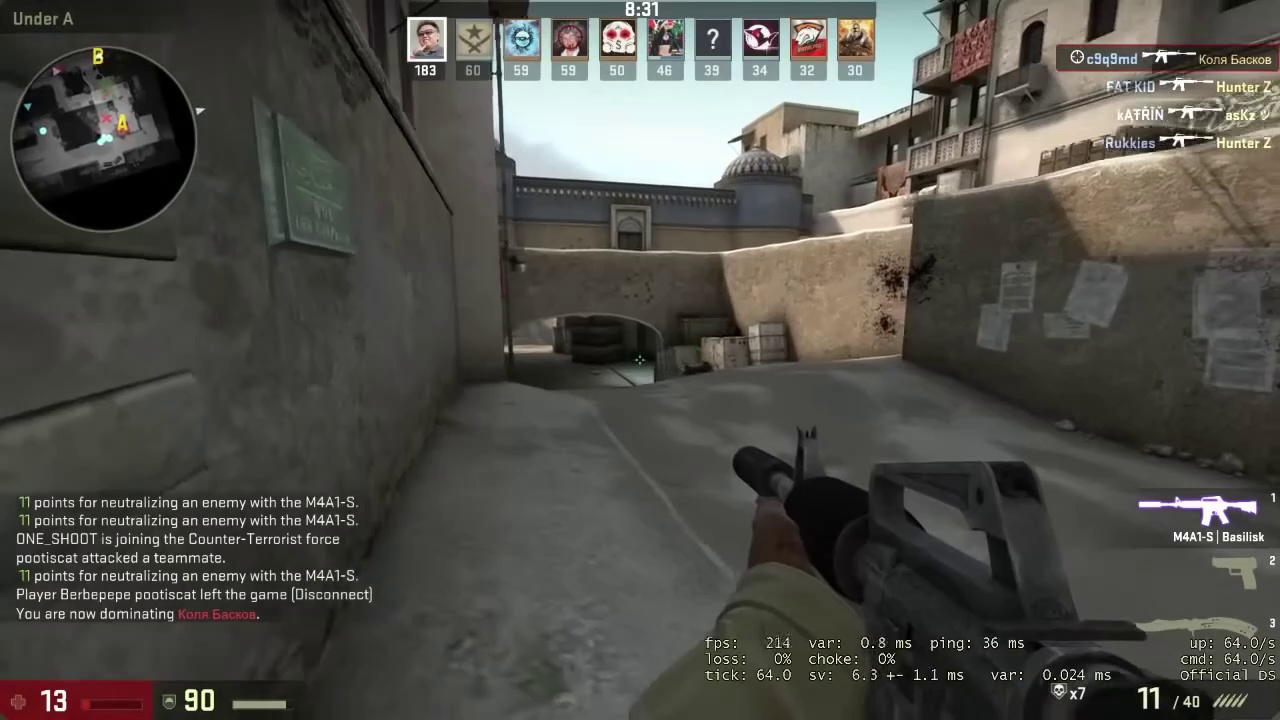 Under A
8:31
B
A
S
?
183
60
59
59
50
46
39
34
32
30
c9q9md Коля Басков
FAT KID Hunter Z
kATŘĪŇ asKz ツ
Rukkies Hunter Z
11 points for neutralizing an enemy with the M4A1-S.
11 points for neutralizing an enemy with the M4A1-S.
ONE_SHOOT is joining the Counter-Terrorist force
pootiscat attacked a teammate.
11 points for neutralizing an enemy with the M4A1-S.
Player Berbepepe pootiscat left the game (Disconnect)
You are now dominating Коля Басков.
1
M4A1-S | Basilisk
2
3
fps: 214 var: 0.8 ms ping: 36 ms up: 64.0/s
loss: 0% choke: 0% cmd: 64.0/s
tick: 64.0 sv: 6.3 +- 1.1 ms var: 0.024 ms Official DS
13
90
x7
11 / 40